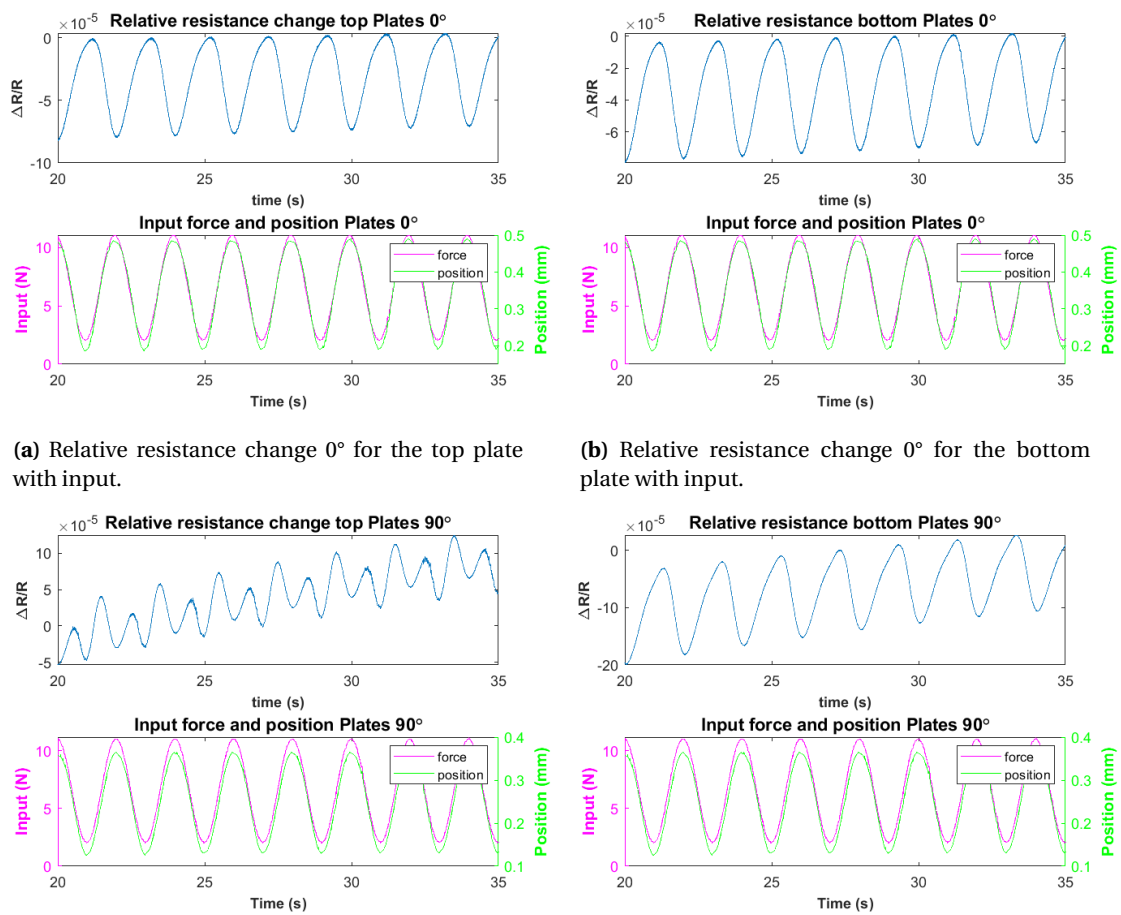 Relative resistance change top Plates 0°
× 10-5
0
-5
-10
ΔR/R
20 25 30 35
time (s)
Input force and position Plates 0°
10
5
0
Input (N)
force
position
0.5
0.4
0.3
0.2
Position (mm)
20 25 30 35
Time (s)
(a) Relative resistance change 0° for the top plate
with input.
Relative resistance bottom Plates 0°
× 10-5
0
-2
-4
-6
ΔR/R
20 25 30 35
time (s)
Input force and position Plates 0°
10
5
0
Input (N)
force
position
0.5
0.4
0.3
0.2
Position (mm)
20 25 30 35
Time (s)
(b) Relative resistance change 0° for the bottom
plate with input.
Relative resistance change top Plates 90°
× 10-5
10
5
0
-5
ΔR/R
20 25 30 35
time (s)
Input force and position Plates 90°
10
5
0
Input (N)
force
position
0.4
0.3
0.2
0.1
Position (mm)
20 25 30 35
Time (s)
Relative resistance bottom Plates 90°
× 10-5
0
-10
-20
ΔR/R
20 25 30 35
time (s)
Input force and position Plates 90°
10
5
0
Input (N)
force
position
0.4
0.3
0.2
0.1
Position (mm)
20 25 30 35
Time (s)